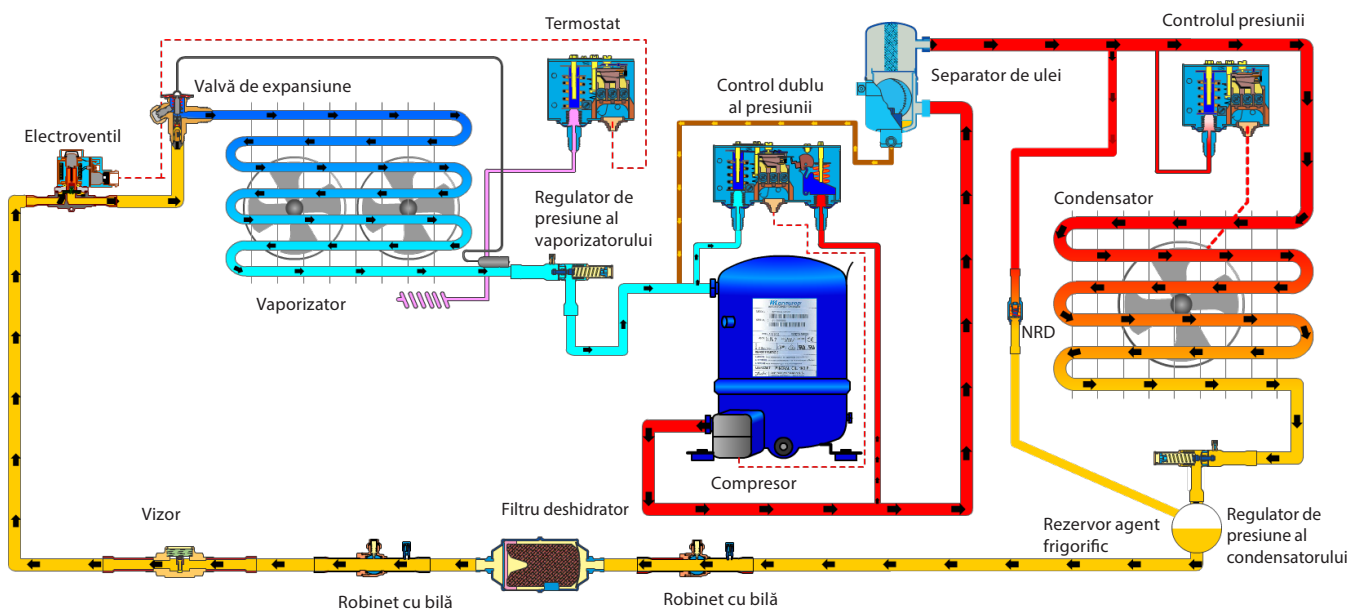 Termostat
Controlul presiunii
Valvă de expansiune
Separator de ulei
Control dublu
al presiunii
Electroventil
Regulator de
presiune al
vaporizatorului
Condensator
Vaporizator
NRD
Compresor
Filtru deshidrator
Vizor
Rezervor agent
frigorific
Regulator de
presiune al
condensatorului
Robinet cu bilă
Robinet cu bilă